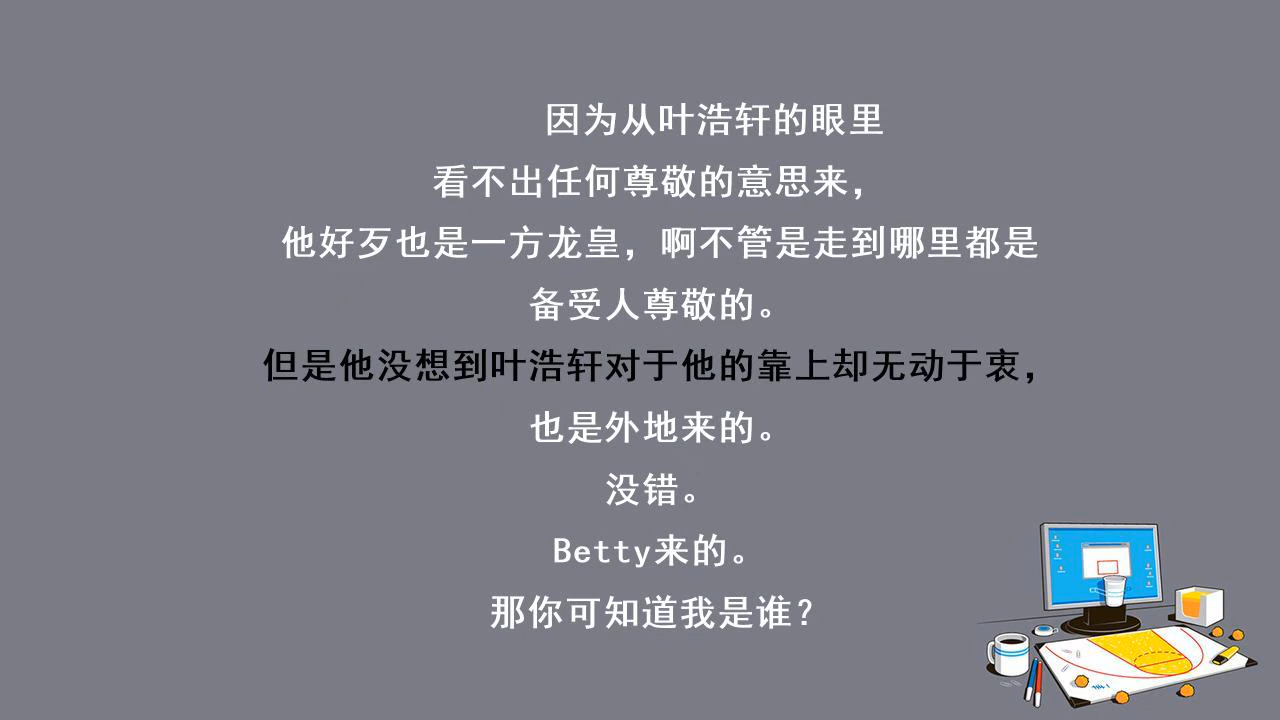 因为从叶浩轩的眼里
看不出任何尊敬的意思来，
他好歹也是一方龙皇，啊不管是走到哪里都是
备受人尊敬的。
但是他没想到叶浩轩对于他的靠上却无动于衷，
也是外地来的。
没错。
Betty来的。
那你可知道我是谁？